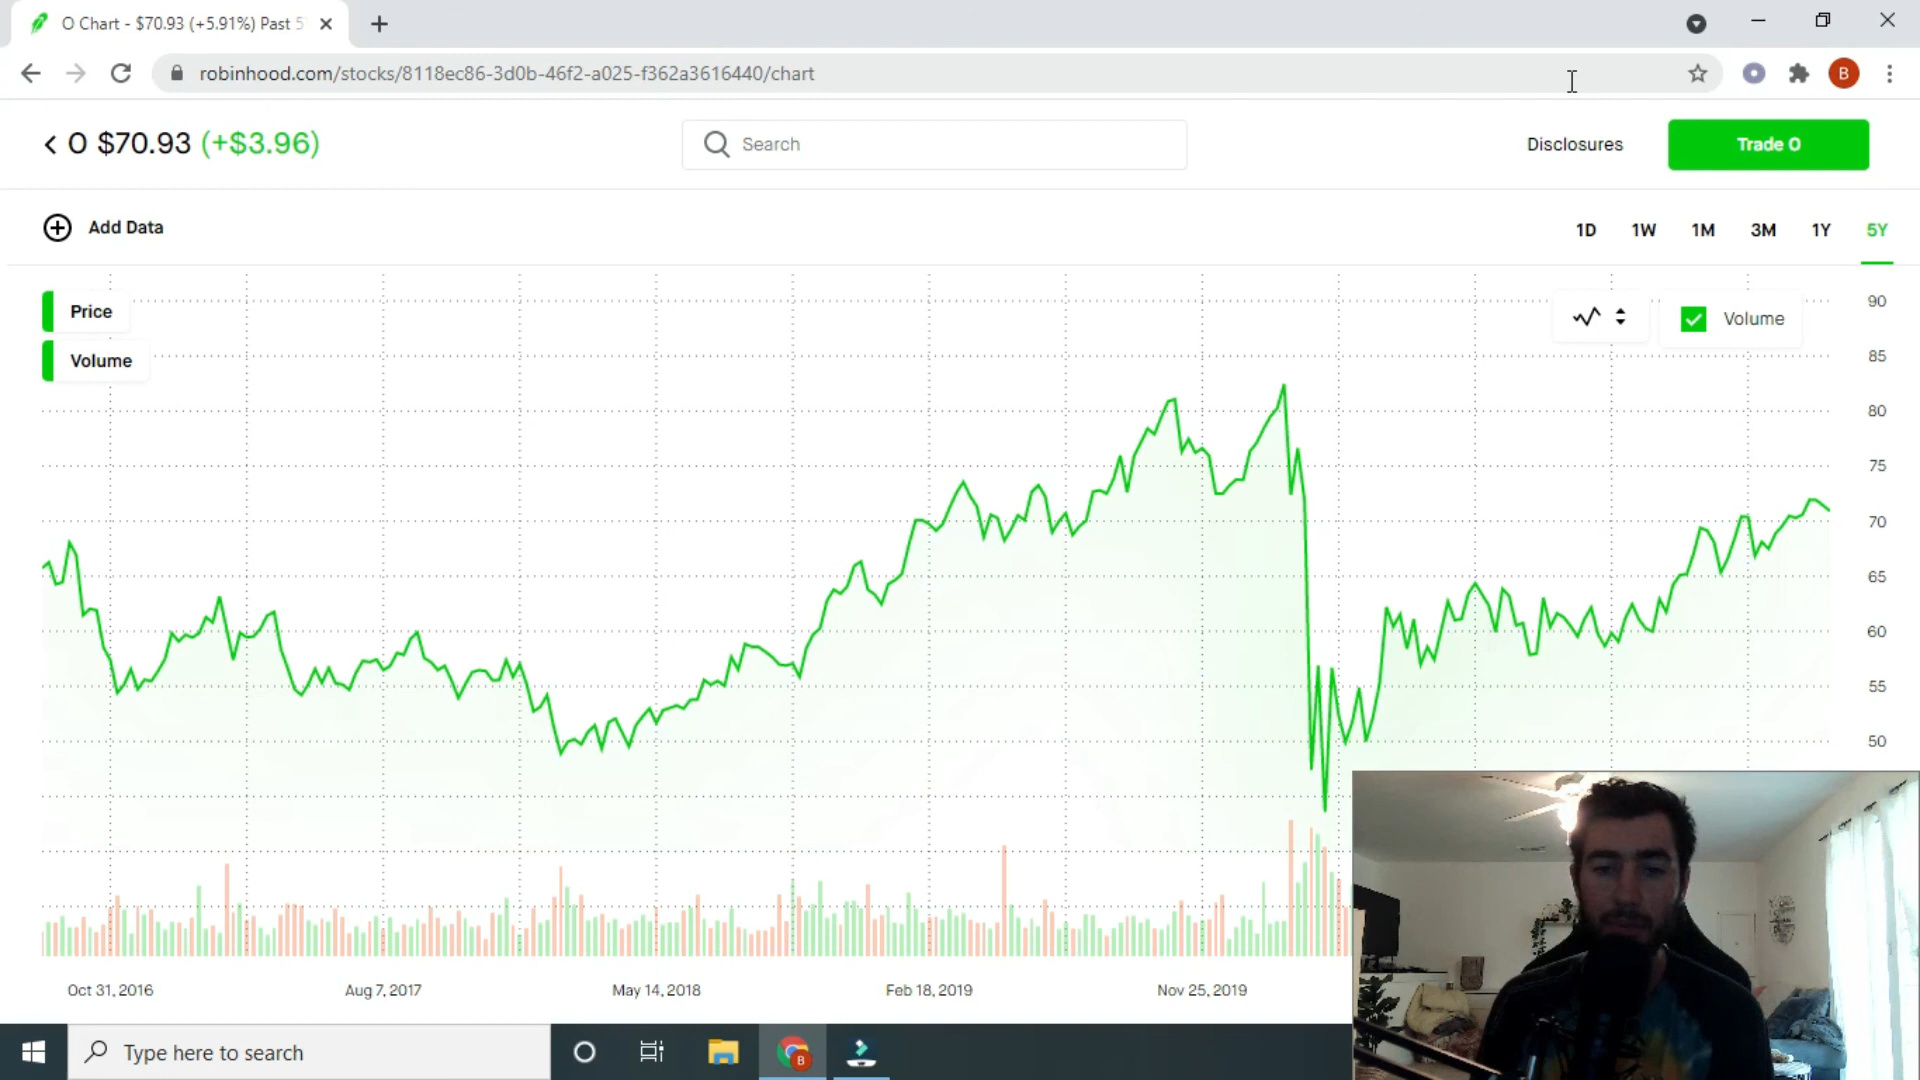 O Chart - $70.93 (+5.91%) Past 5
robinhood.com/stocks/8118ec86-3d0b-46f2-a025-f362a3616440/chart
B
O $70.93 (+$3.96)
Search
Disclosures
Trade O
Add Data
1D 1W 1M 3M 1Y 5Y
Price
Volume
Volume
90
85
80
75
70
65
60
55
50
Oct 31, 2016
Aug 7, 2017
May 14, 2018
Feb 18, 2019
Nov 25, 2019
Type here to search
B